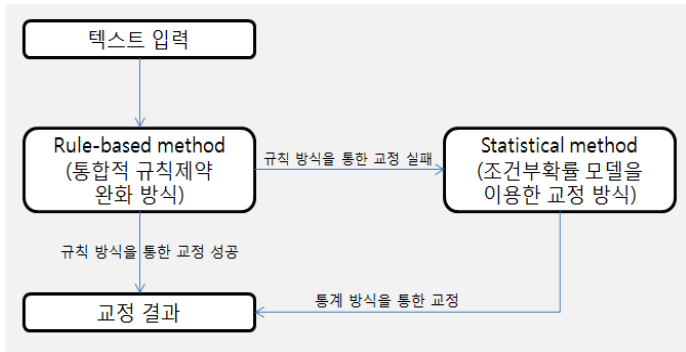 텍스트 입력
Rule-based method
(통합적 규칙제약
완화 방식)
규칙 방식을 통한 교정 실패
Statistical method
(조건부확률 모델을
이용한 교정 방식)
규칙 방식을 통한 교정 성공
통계 방식을 통한 교정
교정 결과